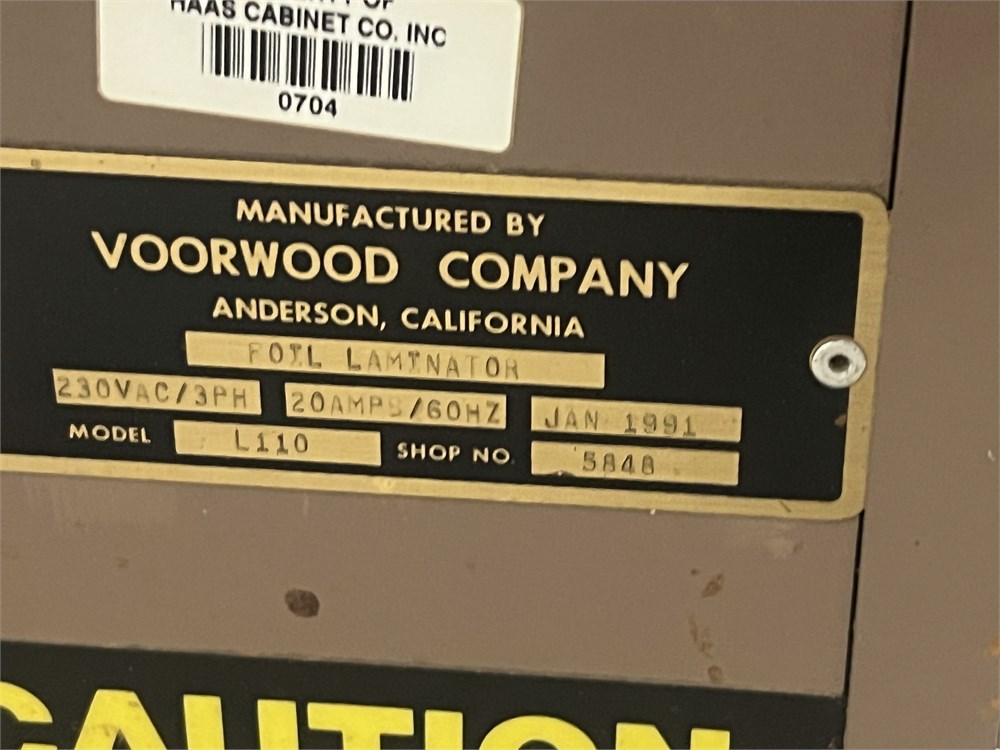 OF
HAAS CABINET CO. INC
0704
MANUFACTURED BY
VOORWOOD COMPANY
ANDERSON, CALIFORNIA
FOIL LAMINATOR
230VAC/3PH 20AMPS/60HZ JAN 1991
MODEL L110 SHOP NO. 5848
CAUTION